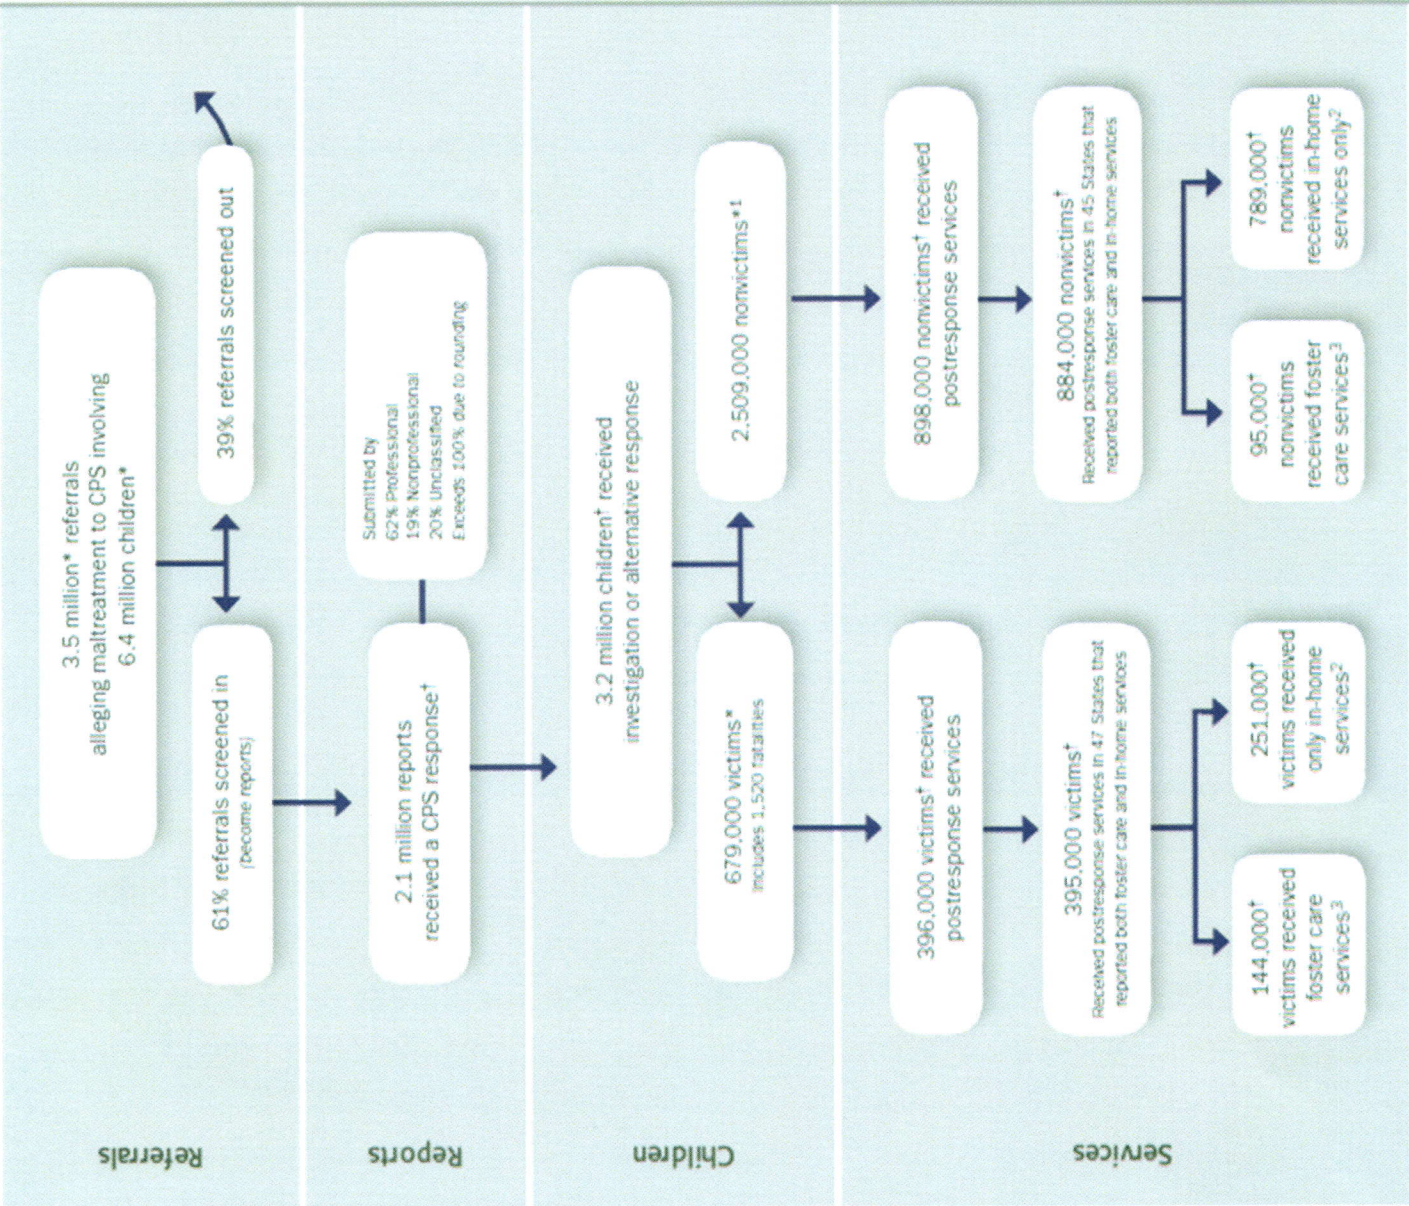 Referrals
3.5 million* referrals
alleging maltreatment to CPS involving
6.4 million children*
61% referrals screened in
(become reports)
39% referrals screened out
Reports
2.1 million reports
received a CPS response†
Submitted by
62% Professional
19% Nonprofessional
20% Unclassified
Exceeds 100% due to rounding
Children
3.2 million children† received
investigation or alternative response
679,000 victims*
Includes 1,520 fatalities
2,509,000 nonvictims*1
Services
396,000 victims† received
postresponse services
898,000 nonvictims† received
postresponse services
395,000 victims†
Received postresponse services in 47 States that
reported both foster care and in-home services
884,000 nonvictims†
Received postresponse services in 45 States that
reported both foster care and in-home services
144,000†
victims received
foster care
services3
251,000†
victims received
only in-home
services2
95,000†
nonvictims
received foster
care services3
789,000†
nonvictims
received in-home
services only2